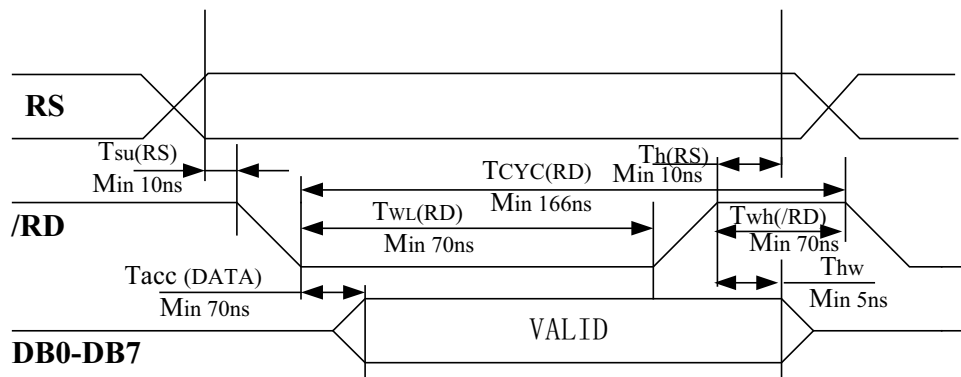 RS
Tsu(RS)
Min 10ns
Th(RS)
Min 10ns
TCYC(RD)
Min 166ns
/RD
TWL(RD)
Min 70ns
Twh(/RD)
Min 70ns
Tacc (DATA)
Min 70ns
Thw
Min 5ns
VALID
DB0-DB7